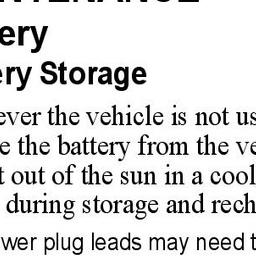 ery
ery Storage
ever the vehicle is not us
e the battery from the ve
t out of the sun in a cool
during storage and rech
wer plug leads may need t